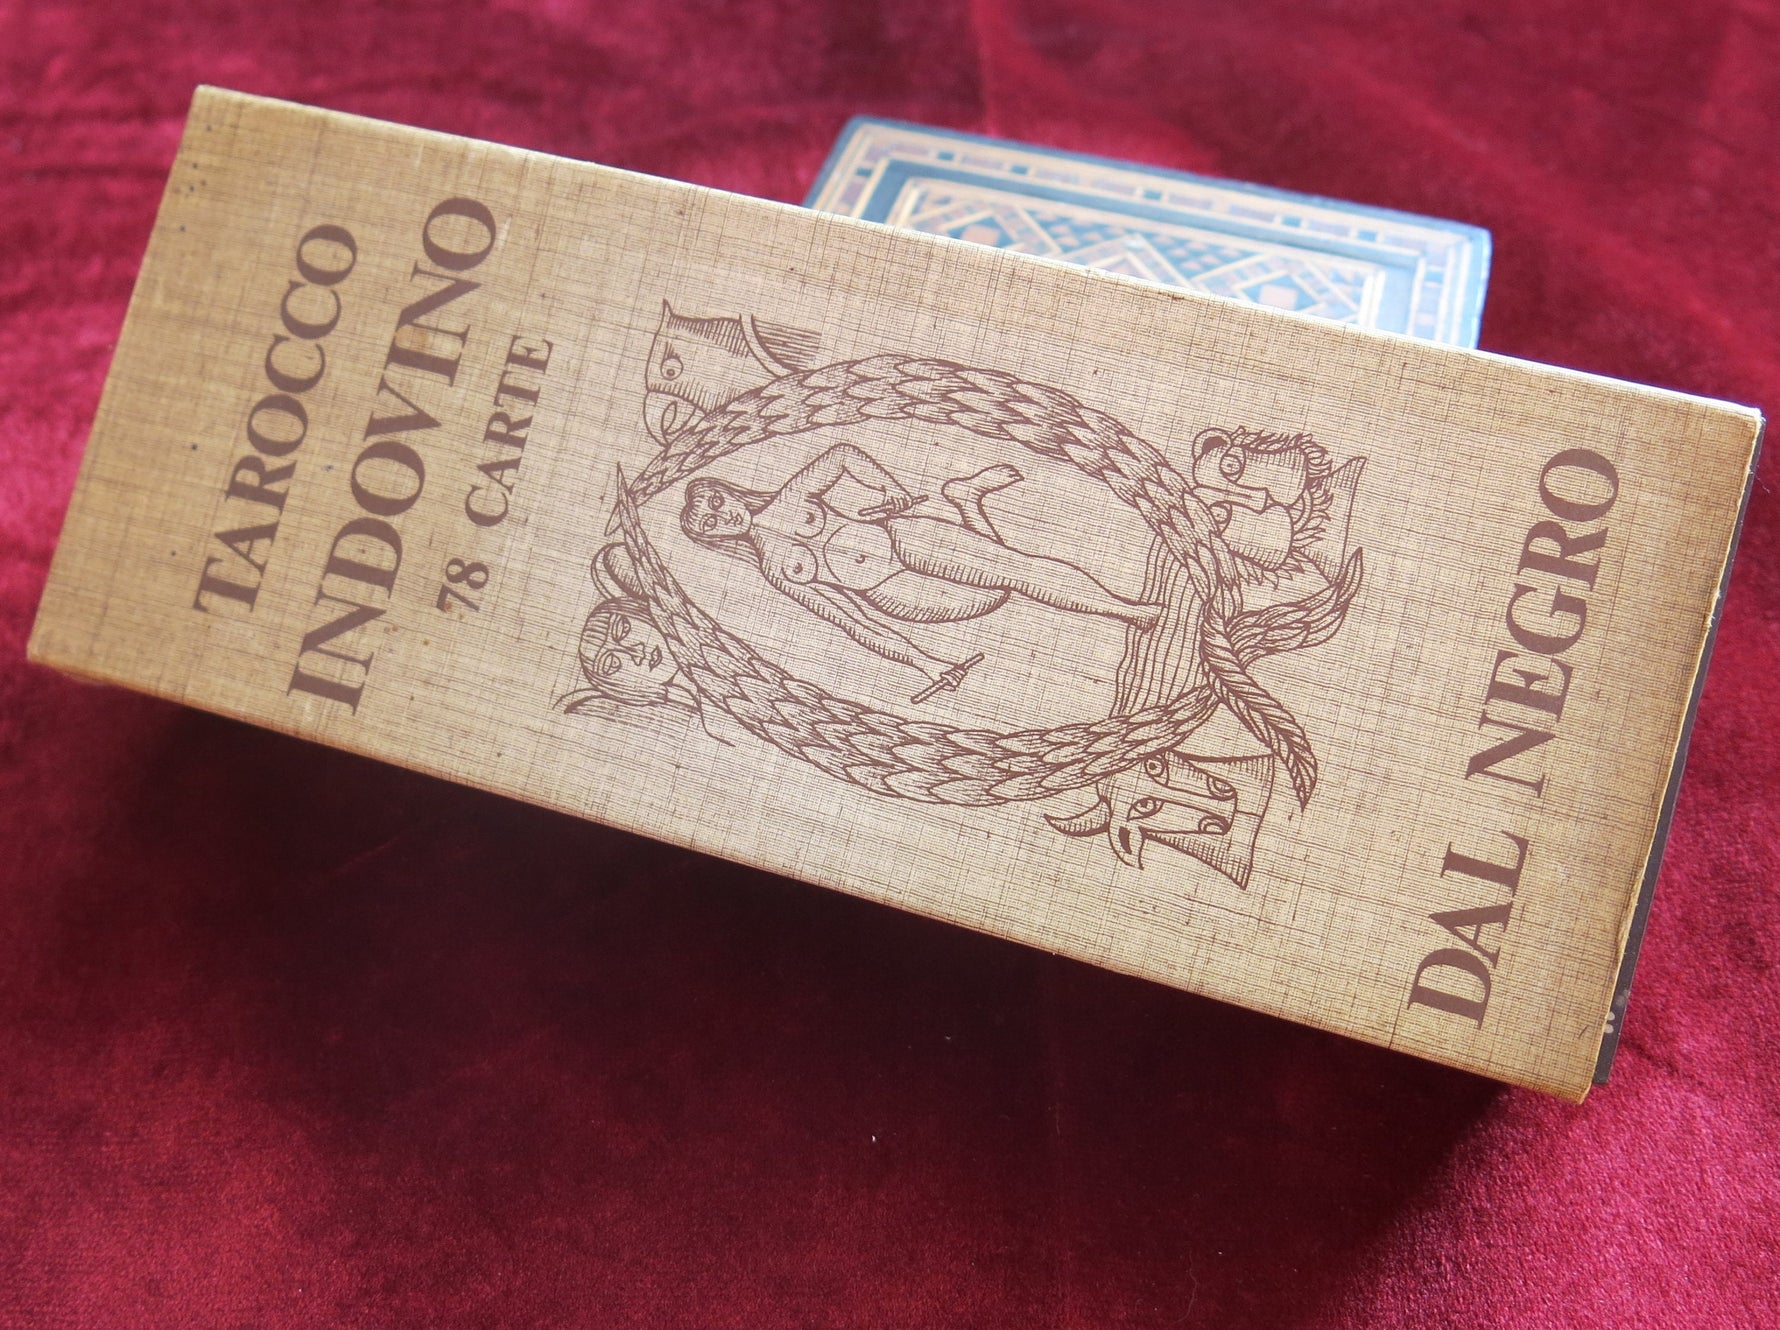 TAROCCO
INDOVINO
78 CARTE
DAL NEGRO